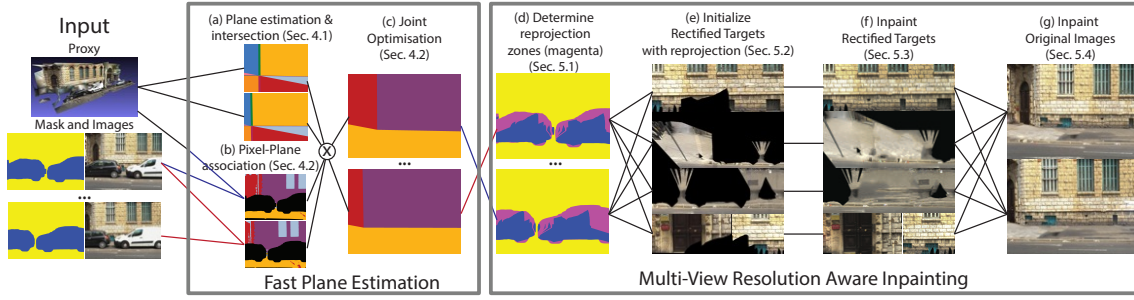 Input
Proxy
Mask and Images
...
(a) Plane estimation &
intersection (Sec. 4.1)
(b) Pixel-Plane
association (Sec. 4.2)
X
(c) Joint
Optimisation
(Sec. 4.2)
...
Fast Plane Estimation
(d) Determine
reprojection
zones (magenta)
(Sec. 5.1)
...
(e) Initialize
Rectified Targets
with reprojection (Sec. 5.2)
(f) Inpaint
Rectified Targets
(Sec. 5.3)
(g) Inpaint
Original Images
(Sec. 5.4)
Multi-View Resolution Aware Inpainting